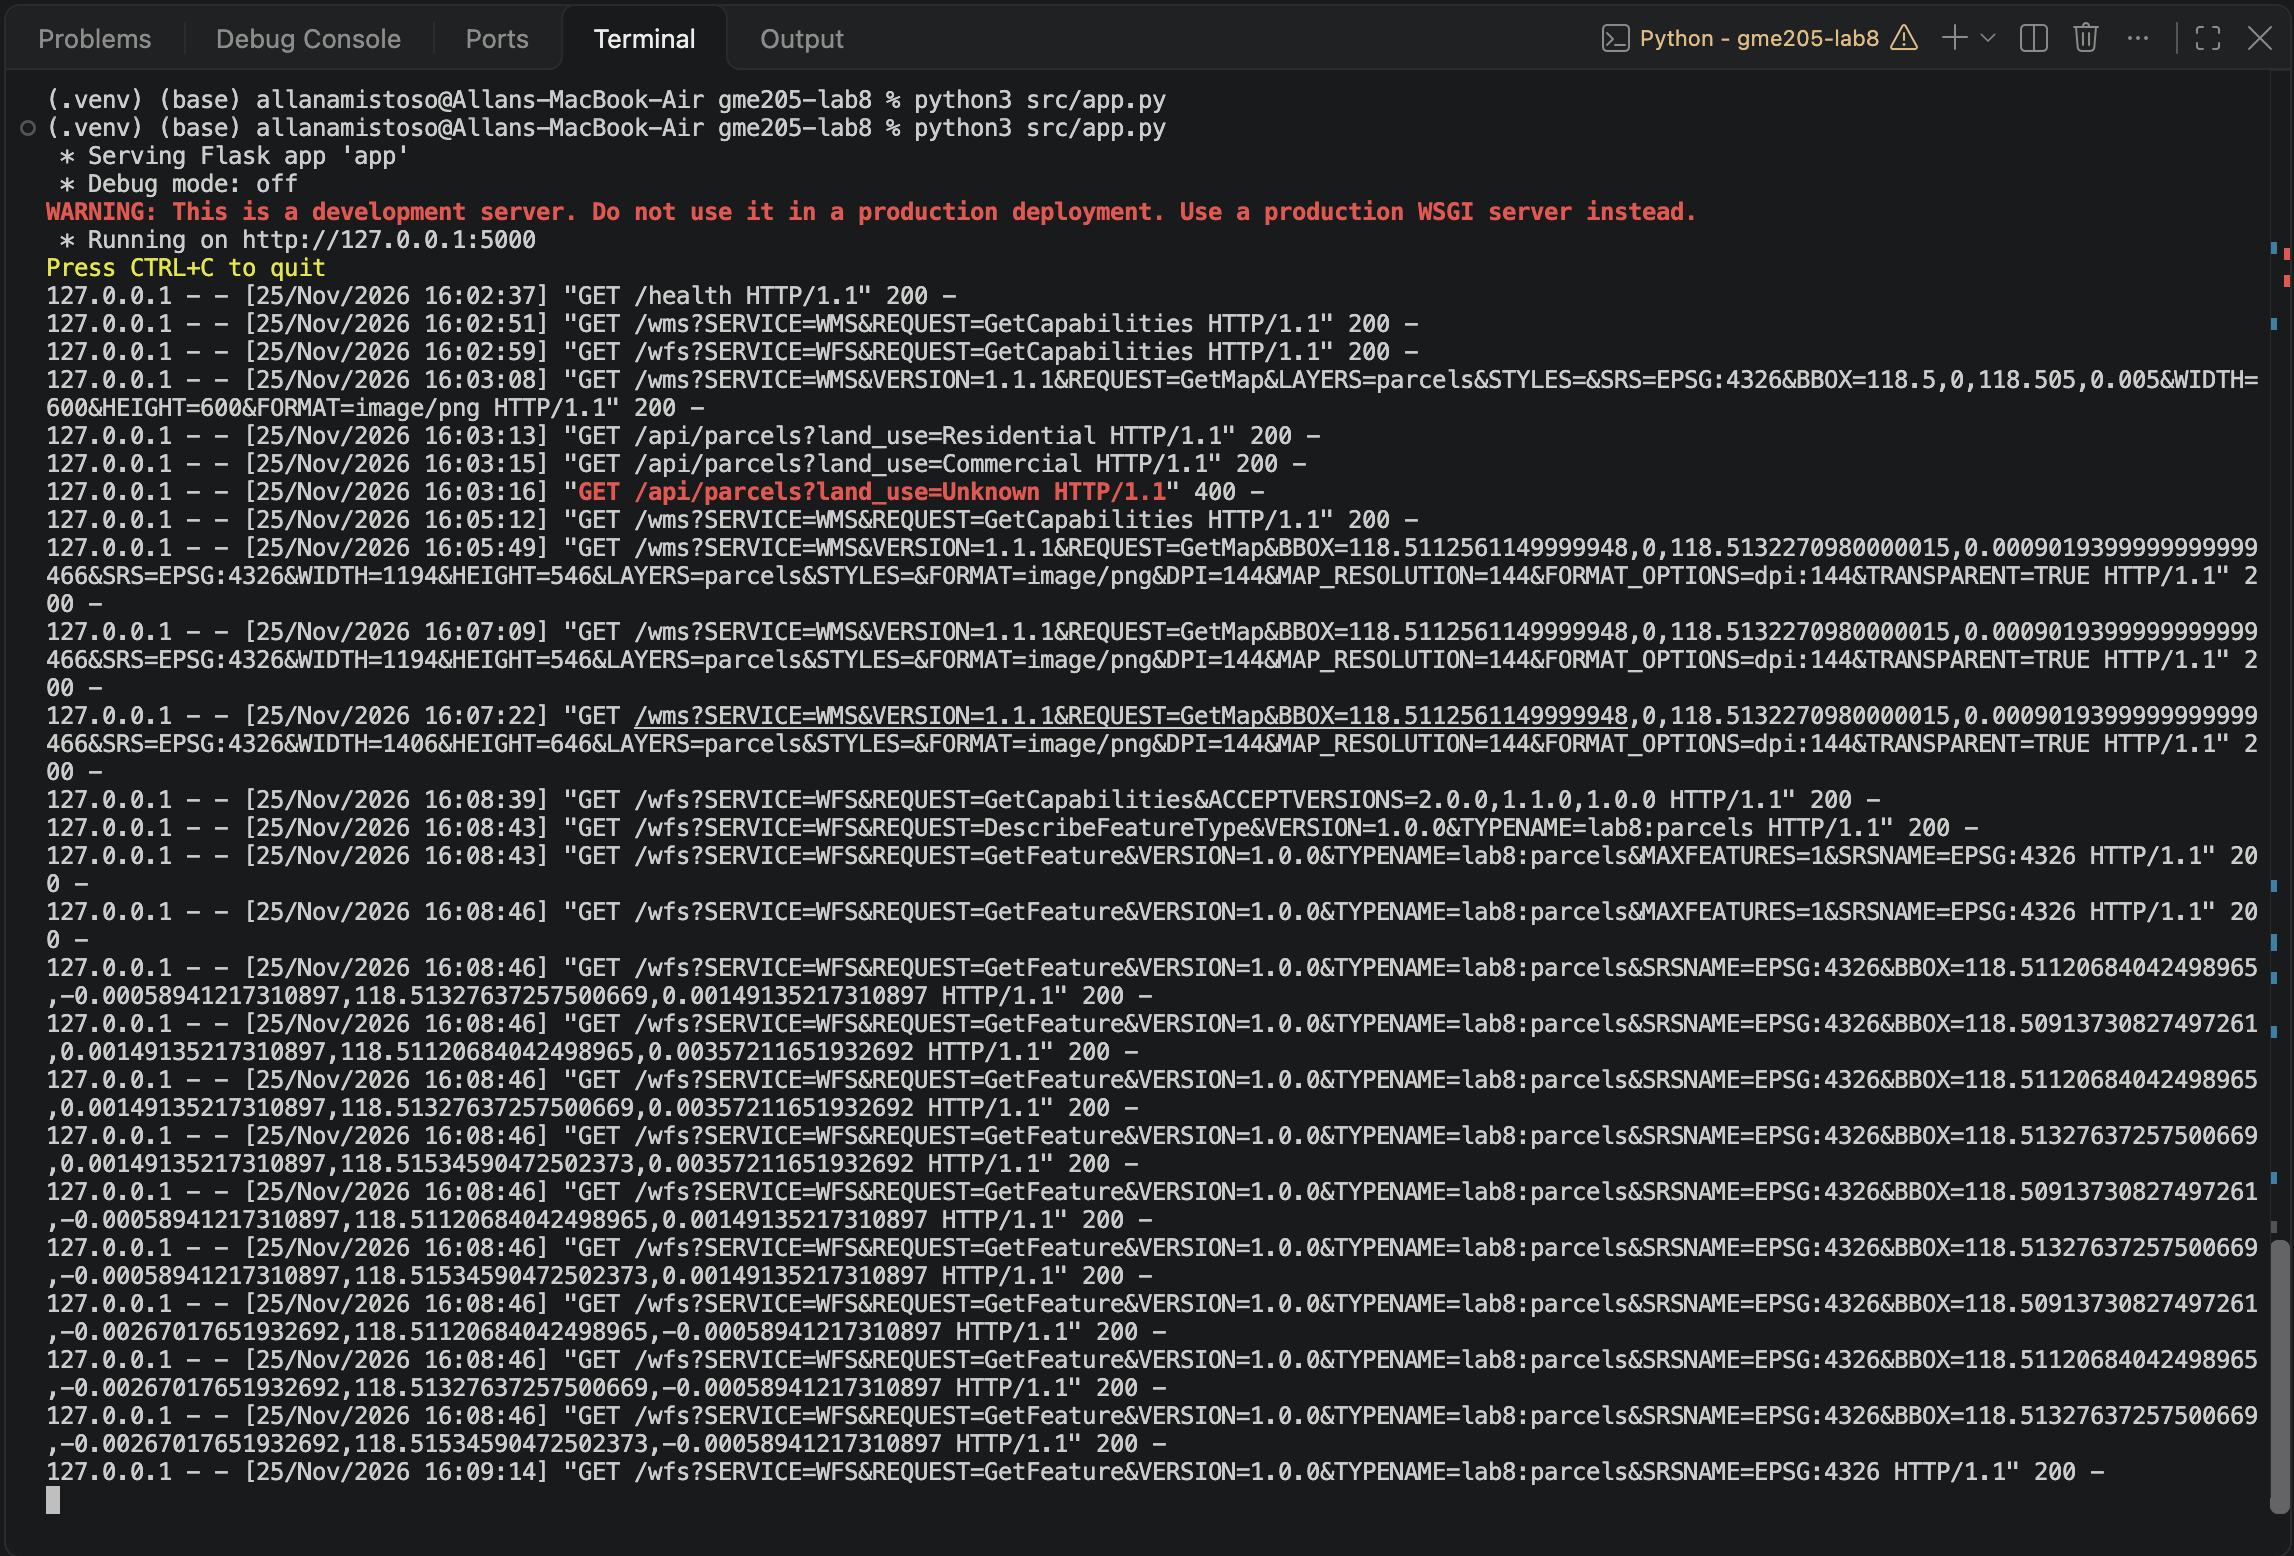 Problems Debug Console Ports Terminal Output Python - gme205-lab8
(.venv) (base) allanamistoso@Allans-MacBook-Air gme205-lab8 % python3 src/app.py
(.venv) (base) allanamistoso@Allans-MacBook-Air gme205-lab8 % python3 src/app.py
 * Serving Flask app 'app'
 * Debug mode: off
WARNING: This is a development server. Do not use it in a production deployment. Use a production WSGI server instead.
 * Running on http://127.0.0.1:5000
Press CTRL+C to quit
127.0.0.1 - - [25/Nov/2026 16:02:37] "GET /health HTTP/1.1" 200 -
127.0.0.1 - - [25/Nov/2026 16:02:51] "GET /wms?SERVICE=WMS&REQUEST=GetCapabilities HTTP/1.1" 200 -
127.0.0.1 - - [25/Nov/2026 16:02:59] "GET /wfs?SERVICE=WFS&REQUEST=GetCapabilities HTTP/1.1" 200 -
127.0.0.1 - - [25/Nov/2026 16:03:08] "GET /wms?SERVICE=WMS&VERSION=1.1.1&REQUEST=GetMap&LAYERS=parcels&STYLES=&SRS=EPSG:4326&BBOX=118.5,0,118.505,0.005&WIDTH=
600&HEIGHT=600&FORMAT=image/png HTTP/1.1" 200 -
127.0.0.1 - - [25/Nov/2026 16:03:13] "GET /api/parcels?land_use=Residential HTTP/1.1" 200 -
127.0.0.1 - - [25/Nov/2026 16:03:15] "GET /api/parcels?land_use=Commercial HTTP/1.1" 200 -
127.0.0.1 - - [25/Nov/2026 16:03:16] "GET /api/parcels?land_use=Unknown HTTP/1.1" 400 -
127.0.0.1 - - [25/Nov/2026 16:05:12] "GET /wms?SERVICE=WMS&REQUEST=GetCapabilities HTTP/1.1" 200 -
127.0.0.1 - - [25/Nov/2026 16:05:49] "GET /wms?SERVICE=WMS&VERSION=1.1.1&REQUEST=GetMap&BBOX=118.5112561149999948,0,118.5132270980000015,0.0009019399999999999
466&SRS=EPSG:4326&WIDTH=1194&HEIGHT=546&LAYERS=parcels&STYLES=&FORMAT=image/png&DPI=144&MAP_RESOLUTION=144&FORMAT_OPTIONS=dpi:144&TRANSPARENT=TRUE HTTP/1.1" 2
00 -
127.0.0.1 - - [25/Nov/2026 16:07:09] "GET /wms?SERVICE=WMS&VERSION=1.1.1&REQUEST=GetMap&BBOX=118.5112561149999948,0,118.5132270980000015,0.0009019399999999999
466&SRS=EPSG:4326&WIDTH=1194&HEIGHT=546&LAYERS=parcels&STYLES=&FORMAT=image/png&DPI=144&MAP_RESOLUTION=144&FORMAT_OPTIONS=dpi:144&TRANSPARENT=TRUE HTTP/1.1" 2
00 -
127.0.0.1 - - [25/Nov/2026 16:07:22] "GET /wms?SERVICE=WMS&VERSION=1.1.1&REQUEST=GetMap&BBOX=118.5112561149999948,0,118.5132270980000015,0.0009019399999999999
466&SRS=EPSG:4326&WIDTH=1406&HEIGHT=646&LAYERS=parcels&STYLES=&FORMAT=image/png&DPI=144&MAP_RESOLUTION=144&FORMAT_OPTIONS=dpi:144&TRANSPARENT=TRUE HTTP/1.1" 2
00 -
127.0.0.1 - - [25/Nov/2026 16:08:39] "GET /wfs?SERVICE=WFS&REQUEST=GetCapabilities&ACCEPTVERSIONS=2.0.0,1.1.0,1.0.0 HTTP/1.1" 200 -
127.0.0.1 - - [25/Nov/2026 16:08:43] "GET /wfs?SERVICE=WFS&REQUEST=DescribeFeatureType&VERSION=1.0.0&TYPENAME=lab8:parcels HTTP/1.1" 200 -
127.0.0.1 - - [25/Nov/2026 16:08:43] "GET /wfs?SERVICE=WFS&REQUEST=GetFeature&VERSION=1.0.0&TYPENAME=lab8:parcels&MAXFEATURES=1&SRSNAME=EPSG:4326 HTTP/1.1" 20
0 -
127.0.0.1 - - [25/Nov/2026 16:08:46] "GET /wfs?SERVICE=WFS&REQUEST=GetFeature&VERSION=1.0.0&TYPENAME=lab8:parcels&MAXFEATURES=1&SRSNAME=EPSG:4326 HTTP/1.1" 20
0 -
127.0.0.1 - - [25/Nov/2026 16:08:46] "GET /wfs?SERVICE=WFS&REQUEST=GetFeature&VERSION=1.0.0&TYPENAME=lab8:parcels&SRSNAME=EPSG:4326&BBOX=118.51120684042498965
,-0.00058941217310897,118.51327637257500669,0.00149135217310897 HTTP/1.1" 200 -
127.0.0.1 - - [25/Nov/2026 16:08:46] "GET /wfs?SERVICE=WFS&REQUEST=GetFeature&VERSION=1.0.0&TYPENAME=lab8:parcels&SRSNAME=EPSG:4326&BBOX=118.50913730827497261
,0.00149135217310897,118.51120684042498965,0.00357211651932692 HTTP/1.1" 200 -
127.0.0.1 - - [25/Nov/2026 16:08:46] "GET /wfs?SERVICE=WFS&REQUEST=GetFeature&VERSION=1.0.0&TYPENAME=lab8:parcels&SRSNAME=EPSG:4326&BBOX=118.51120684042498965
,0.00149135217310897,118.51327637257500669,0.00357211651932692 HTTP/1.1" 200 -
127.0.0.1 - - [25/Nov/2026 16:08:46] "GET /wfs?SERVICE=WFS&REQUEST=GetFeature&VERSION=1.0.0&TYPENAME=lab8:parcels&SRSNAME=EPSG:4326&BBOX=118.51327637257500669
,0.00149135217310897,118.51534590472502373,0.00357211651932692 HTTP/1.1" 200 -
127.0.0.1 - - [25/Nov/2026 16:08:46] "GET /wfs?SERVICE=WFS&REQUEST=GetFeature&VERSION=1.0.0&TYPENAME=lab8:parcels&SRSNAME=EPSG:4326&BBOX=118.50913730827497261
,-0.00058941217310897,118.51120684042498965,0.00149135217310897 HTTP/1.1" 200 -
127.0.0.1 - - [25/Nov/2026 16:08:46] "GET /wfs?SERVICE=WFS&REQUEST=GetFeature&VERSION=1.0.0&TYPENAME=lab8:parcels&SRSNAME=EPSG:4326&BBOX=118.51327637257500669
,-0.00058941217310897,118.51534590472502373,0.00149135217310897 HTTP/1.1" 200 -
127.0.0.1 - - [25/Nov/2026 16:08:46] "GET /wfs?SERVICE=WFS&REQUEST=GetFeature&VERSION=1.0.0&TYPENAME=lab8:parcels&SRSNAME=EPSG:4326&BBOX=118.50913730827497261
,-0.00267017651932692,118.51120684042498965,-0.00058941217310897 HTTP/1.1" 200 -
127.0.0.1 - - [25/Nov/2026 16:08:46] "GET /wfs?SERVICE=WFS&REQUEST=GetFeature&VERSION=1.0.0&TYPENAME=lab8:parcels&SRSNAME=EPSG:4326&BBOX=118.51120684042498965
,-0.00267017651932692,118.51327637257500669,-0.00058941217310897 HTTP/1.1" 200 -
127.0.0.1 - - [25/Nov/2026 16:08:46] "GET /wfs?SERVICE=WFS&REQUEST=GetFeature&VERSION=1.0.0&TYPENAME=lab8:parcels&SRSNAME=EPSG:4326&BBOX=118.51327637257500669
,-0.00267017651932692,118.51534590472502373,-0.00058941217310897 HTTP/1.1" 200 -
127.0.0.1 - - [25/Nov/2026 16:09:14] "GET /wfs?SERVICE=WFS&REQUEST=GetFeature&VERSION=1.0.0&TYPENAME=lab8:parcels&SRSNAME=EPSG:4326 HTTP/1.1" 200 -